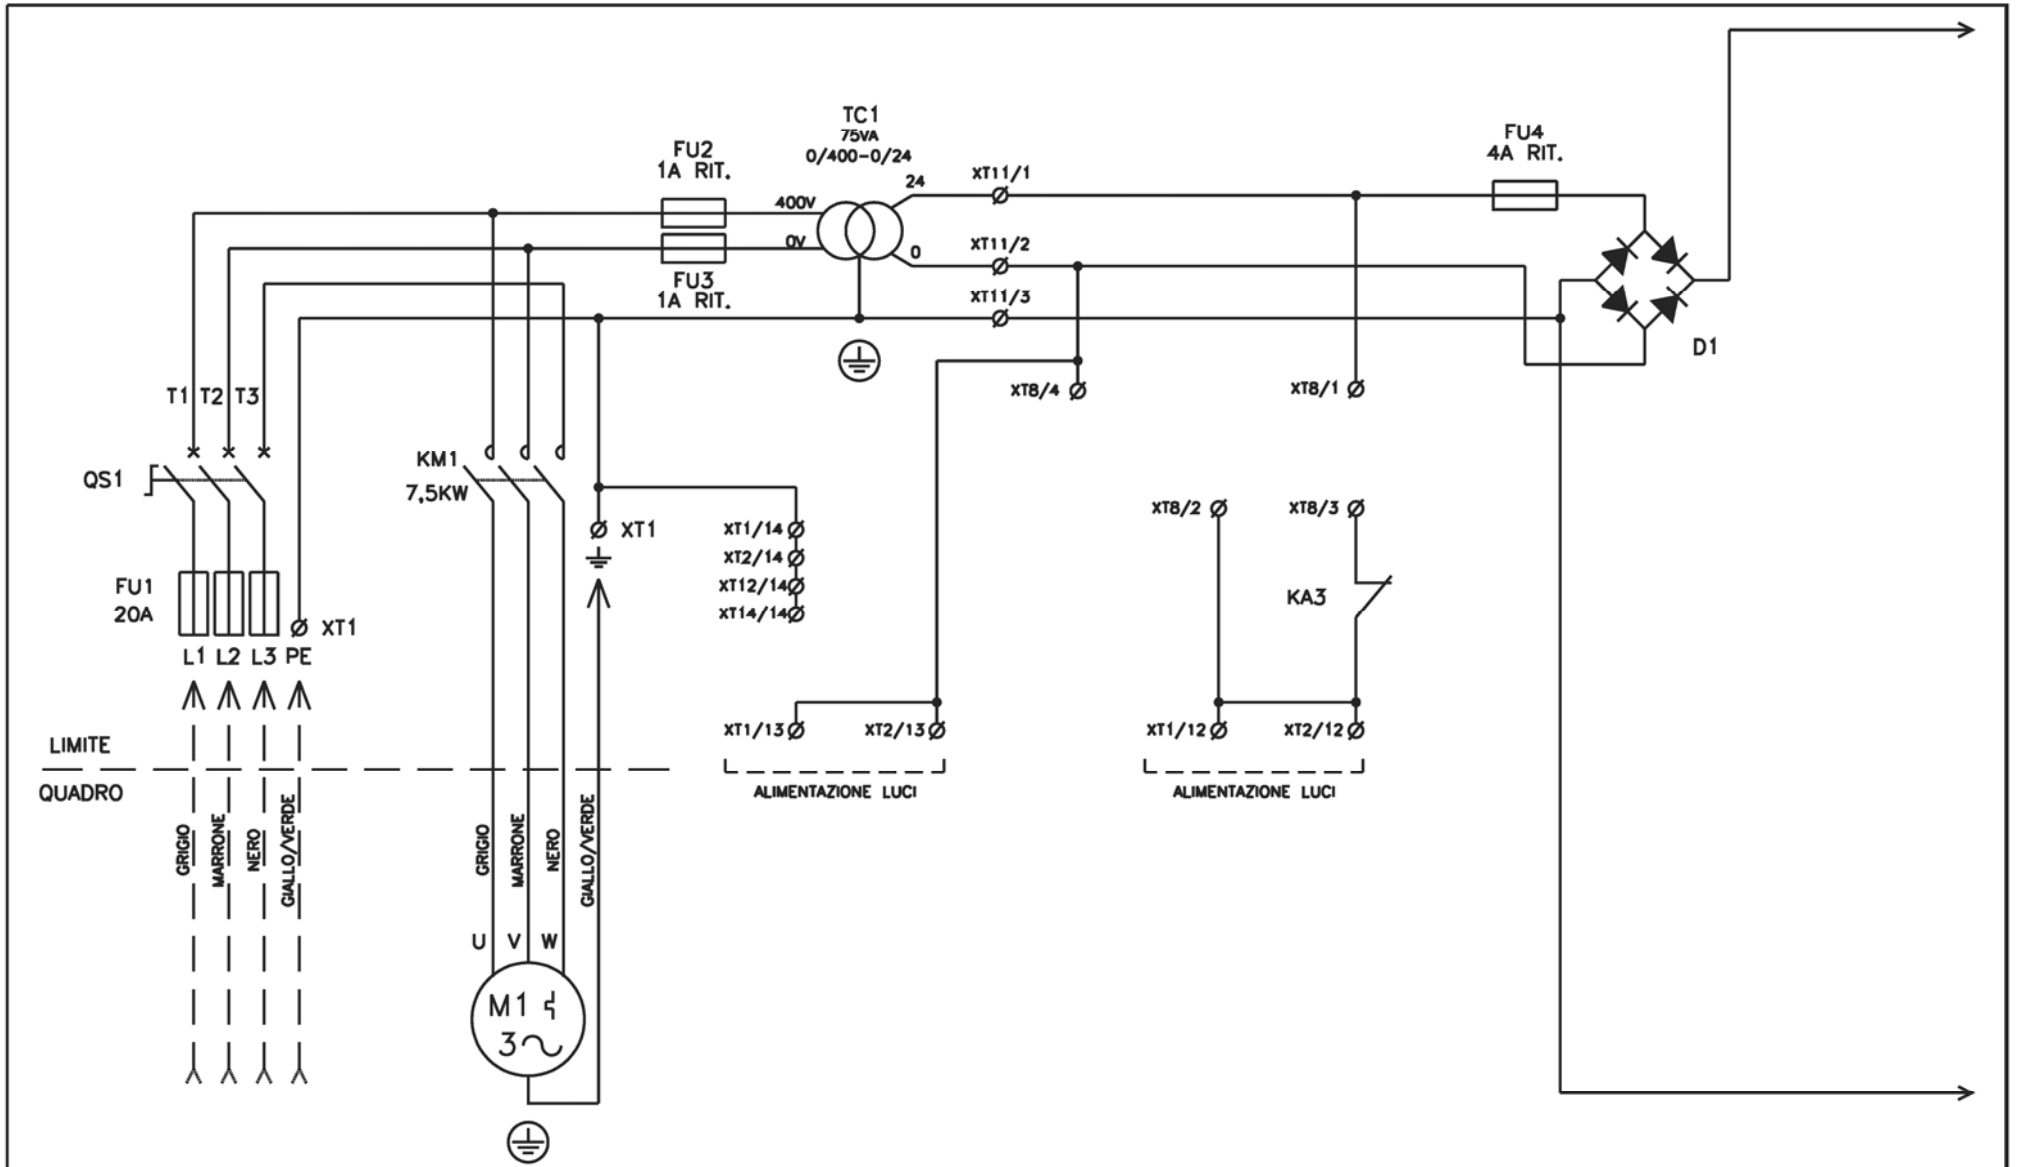 TC1
75VA
0/400-0/24
FU2
1A RIT.
FU4
4A RIT.
400V
24
XT11/1
0V
0
XT11/2
FU3
1A RIT.
XT11/3
D1
T1 T2 T3
XT8/4
XT8/1
QS1
KM1
7,5KW
XT1
XT1/14
XT2/14
XT12/14
XT14/14
XT8/2
XT8/3
KA3
FU1
20A
XT1
L1 L2 L3 PE
XT1/13
XT2/13
XT1/12
XT2/12
LIMITE
QUADRO
ALIMENTAZIONE LUCI
ALIMENTAZIONE LUCI
GRIGIO
MARRONE
NERO
GIALLO/VERDE
GRIGIO
MARRONE
NERO
GIALLO/VERDE
U V W
M1
3